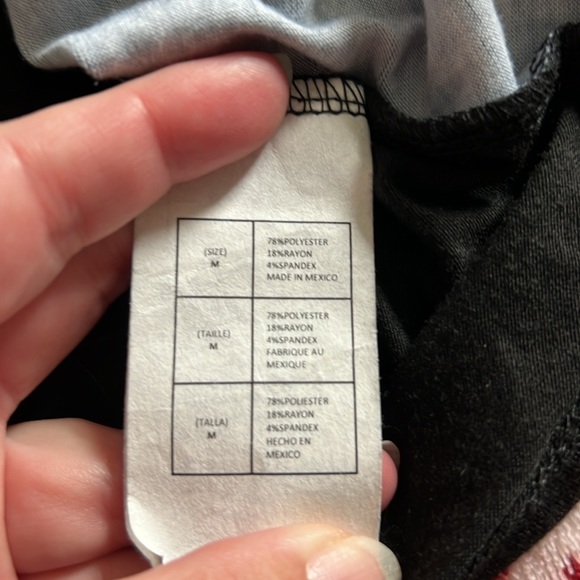 (SIZE)
M
78%POLYESTER
18%RAYON
4%SPANDEX
MADE IN MEXICO
(TAILLE)
M
78%POLYESTER
18%RAYON
4%SPANDEX
FABRIQUE AU
MEXIQUE
(TALLA)
M
78%POLIESTER
18%RAYON
4%SPANDEX
HECHO EN
MEXICO